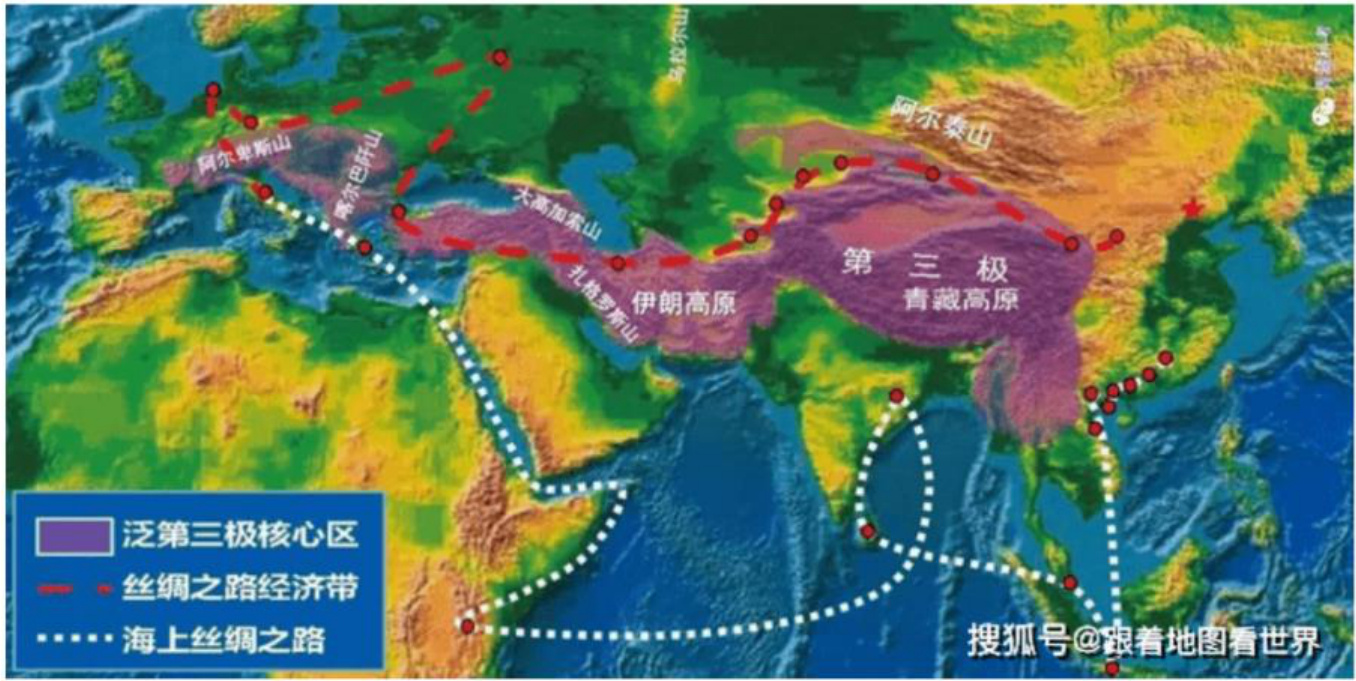 乌拉尔山
阿尔泰山
阿尔卑斯山
喀尔巴阡山
大高加索山
扎格罗斯山
伊朗高原
第三极
青藏高原
泛第三极核心区
丝绸之路经济带
海上丝绸之路
搜狐号@跟着地图看世界